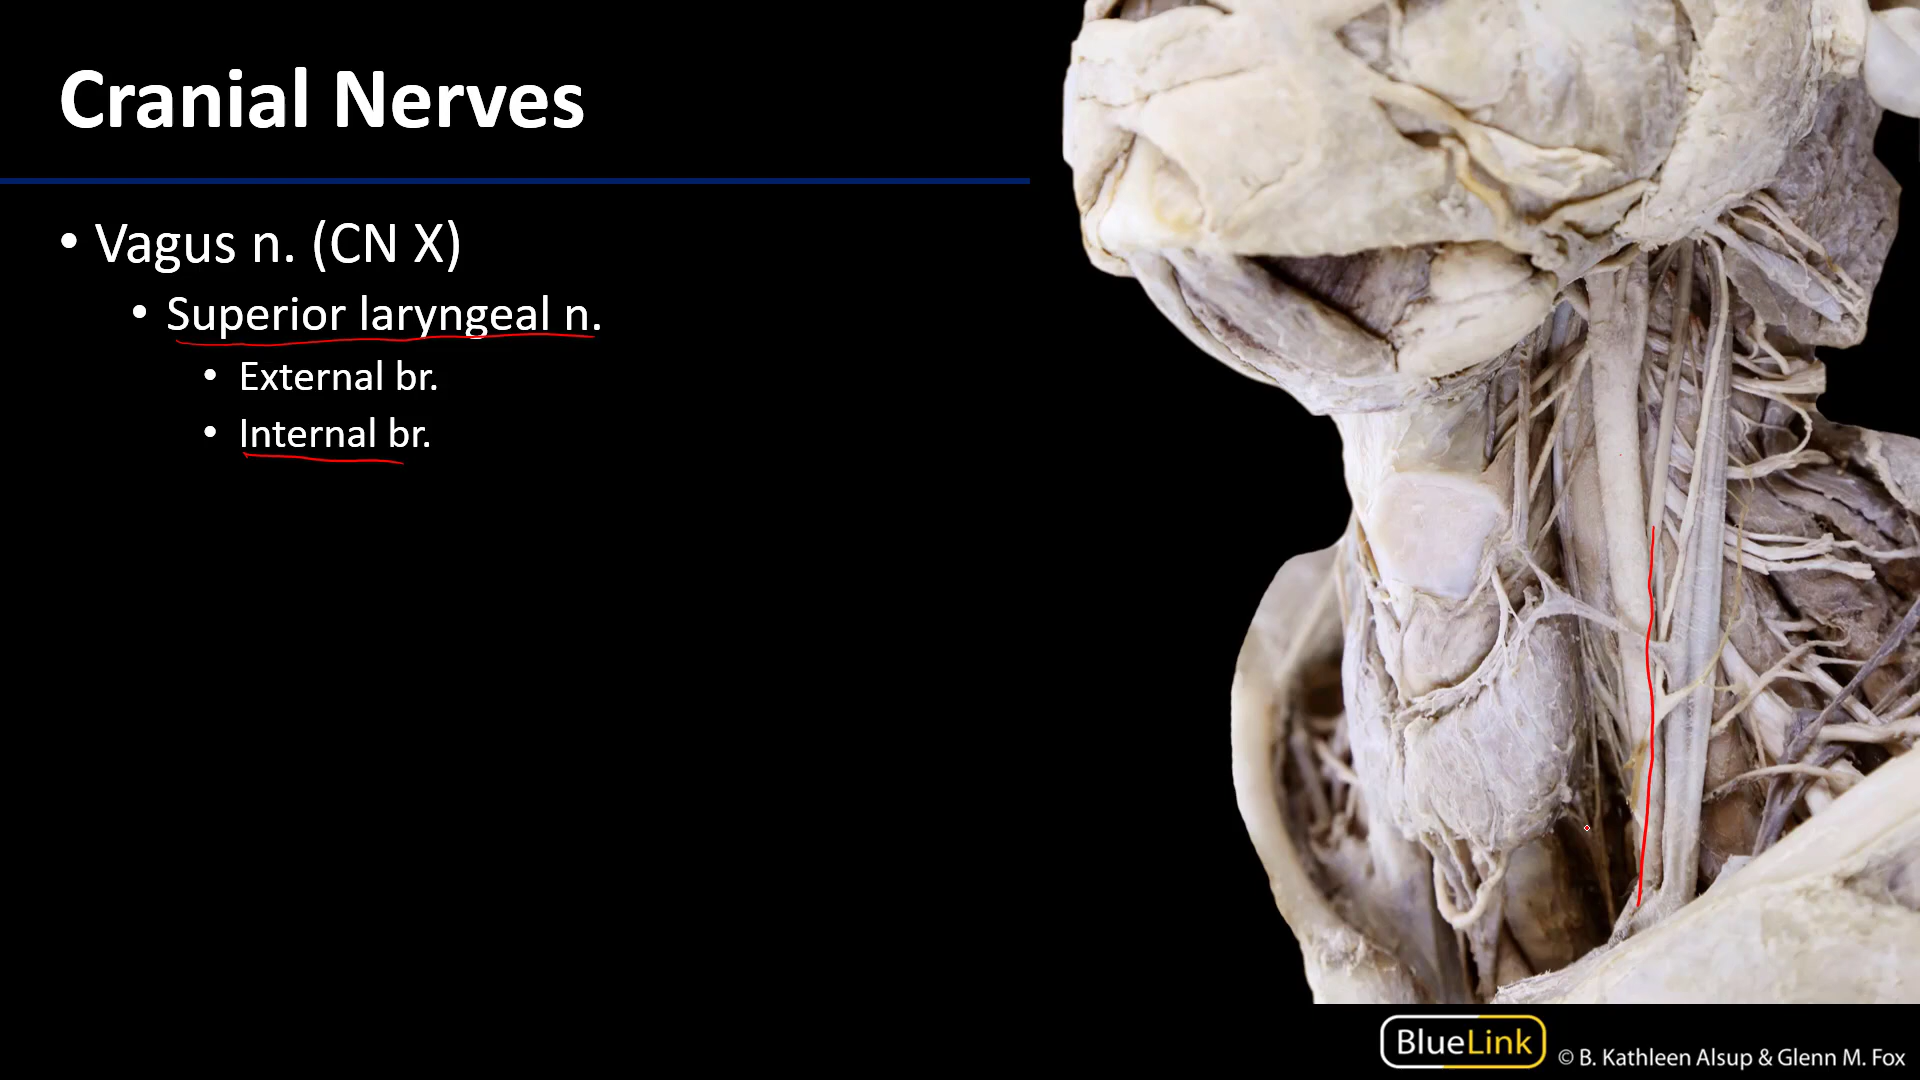 Cranial Nerves
• Vagus n. (CN X)
• Superior laryngeal n.
• External br.
• Internal br.
BlueLink
© B. Kathleen Alsup & Glenn M. Fox